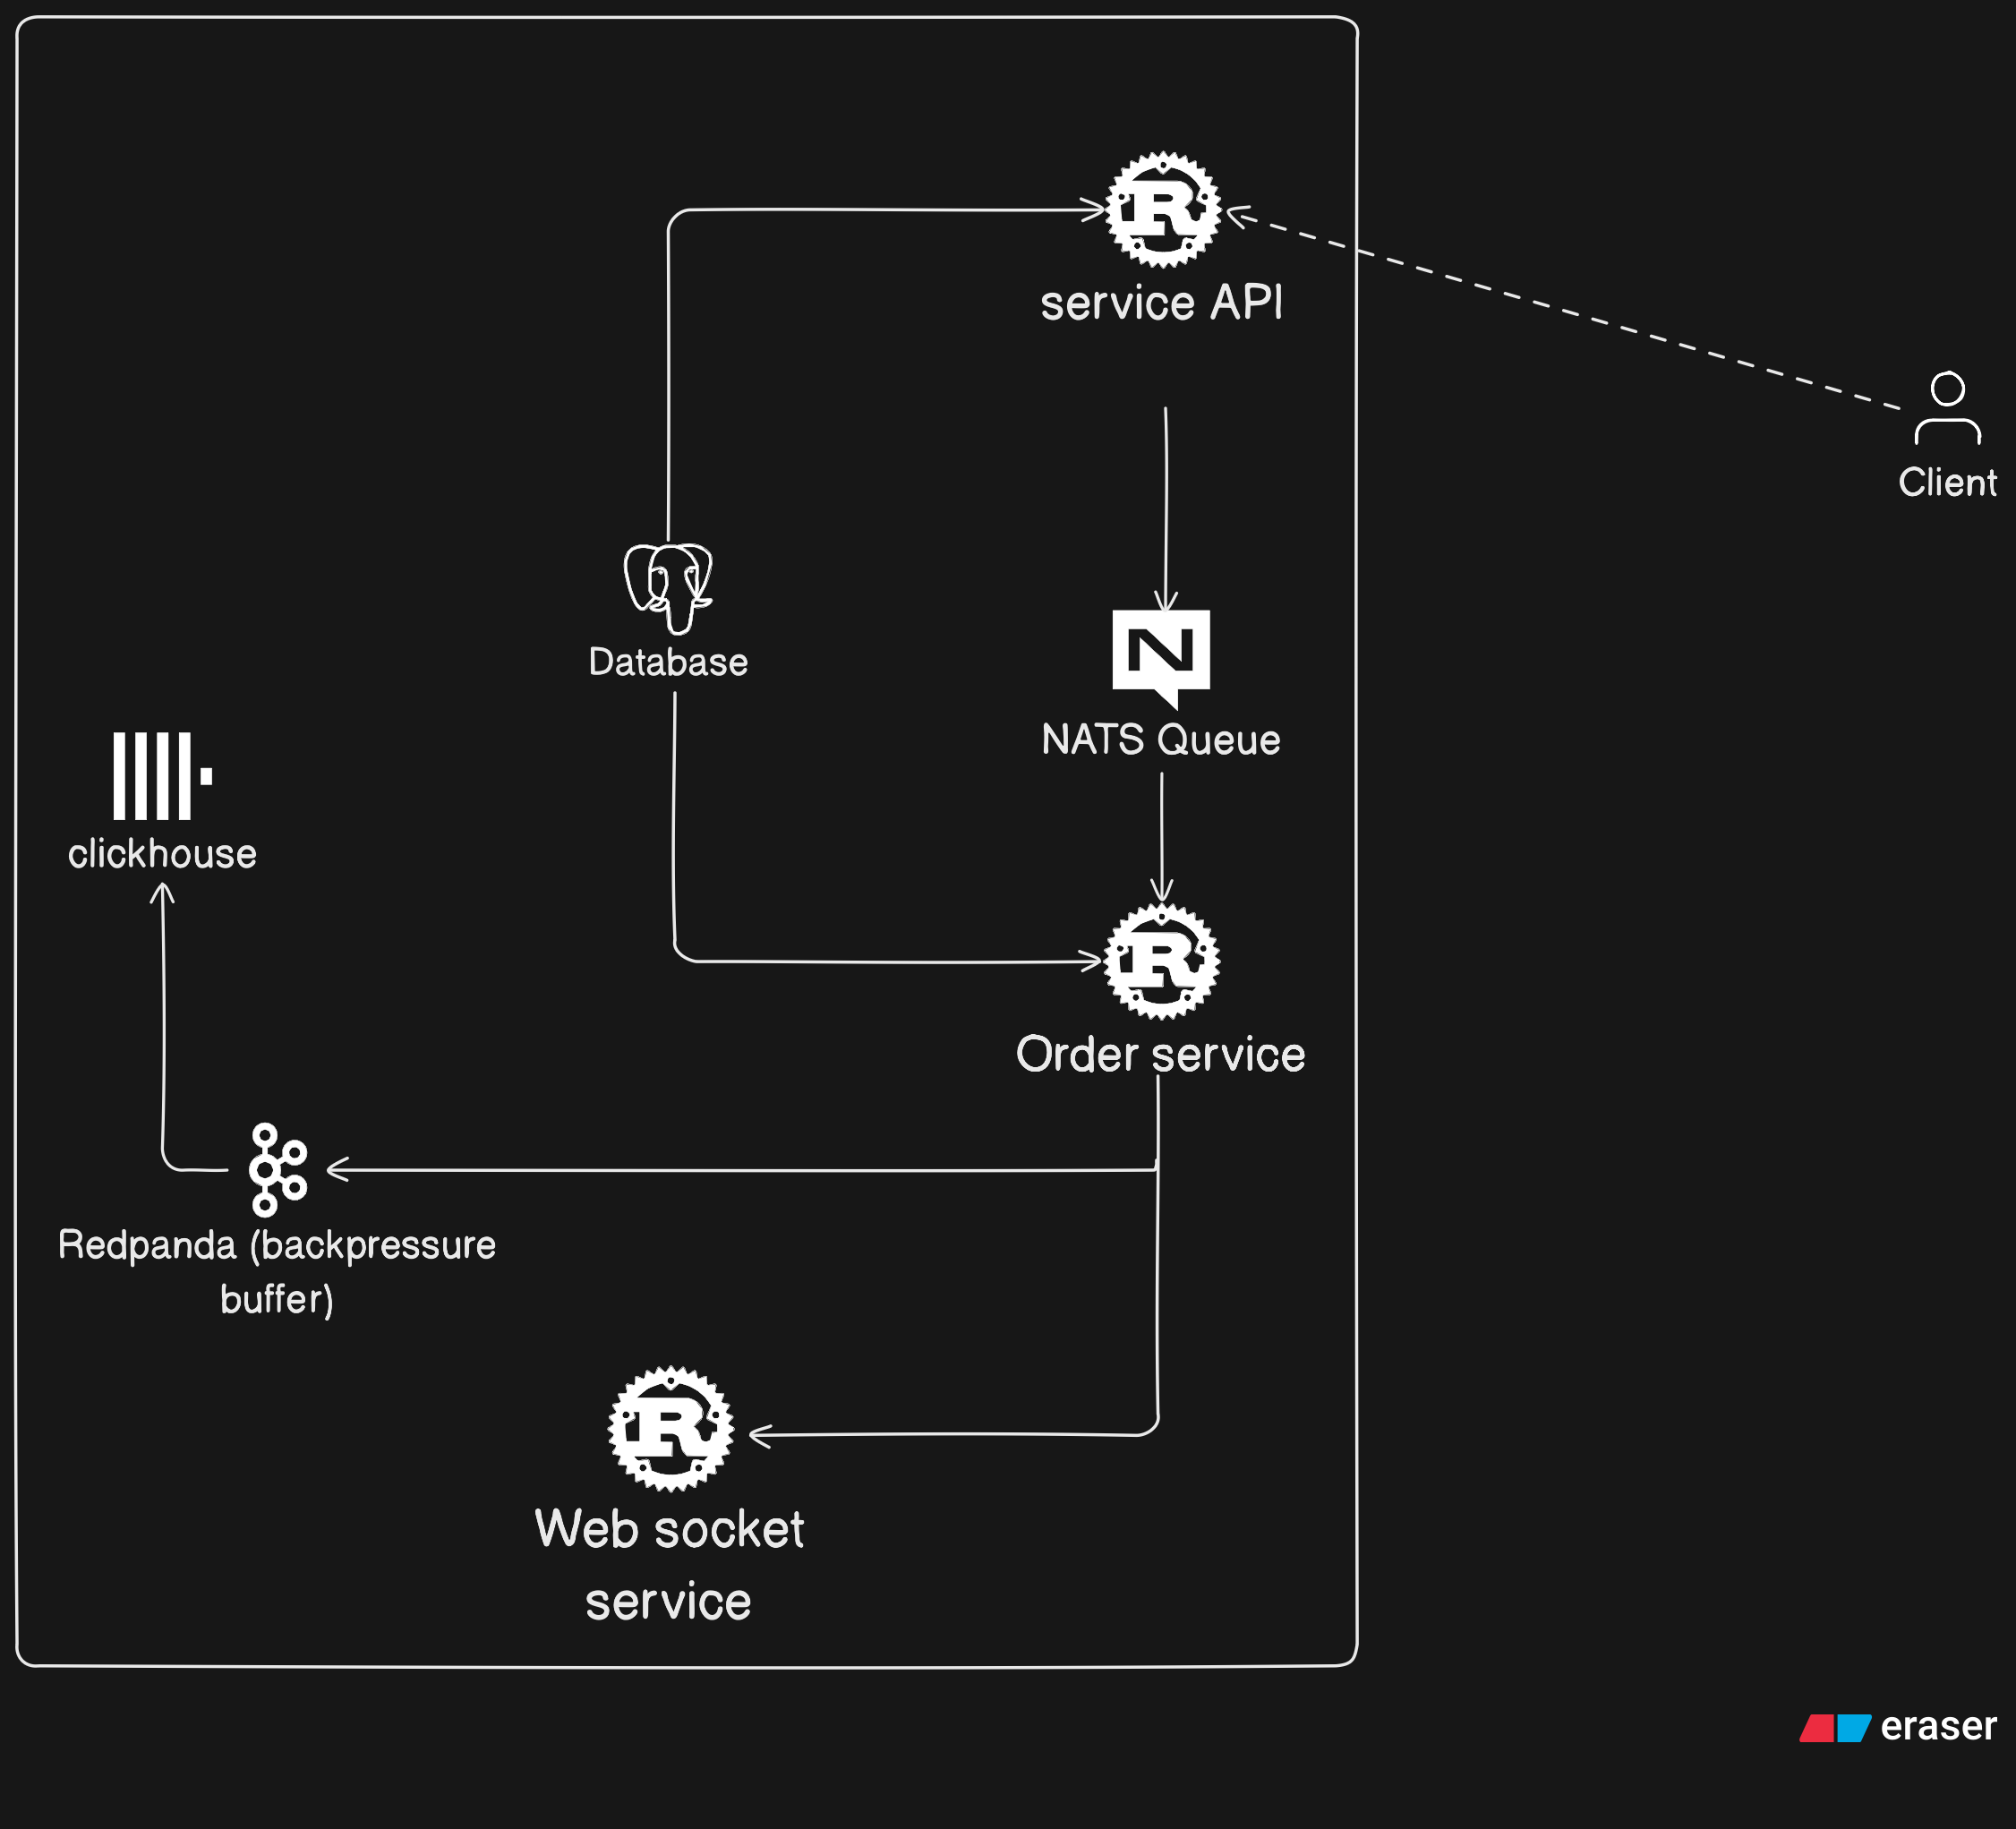 service API
Client
Database
NATS Queue
clickhouse
Order service
Redpanda (backpressure
buffer)
Web socket
service
eraser